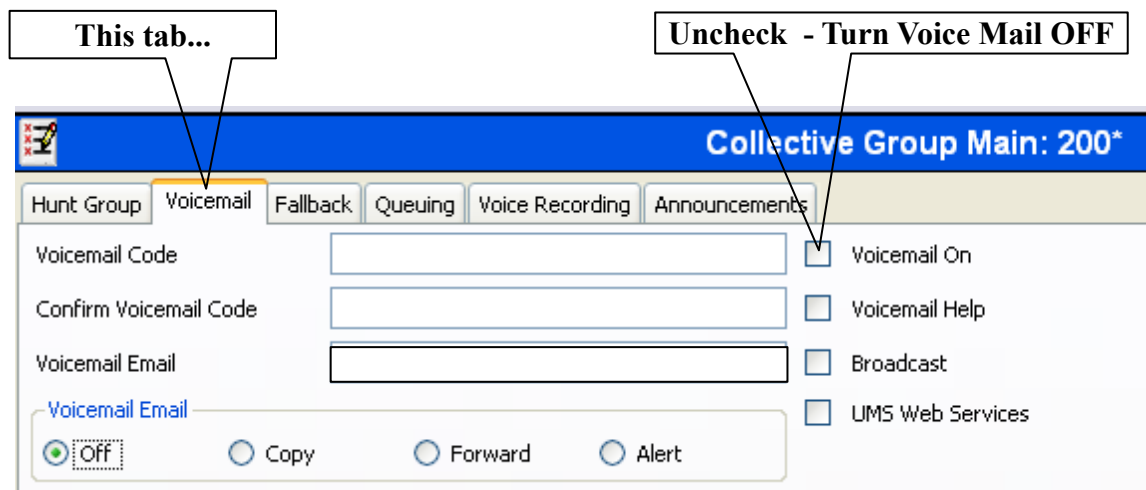 This tab...
Uncheck - Turn Voice Mail OFF
Collective Group Main: 200*
Hunt Group Voicemail Fallback Queuing Voice Recording Announcements
Voicemail Code
Voicemail On
Confirm Voicemail Code
Voicemail Help
Voicemail Email
Broadcast
Voicemail Email
UMS Web Services
Off Copy Forward Alert